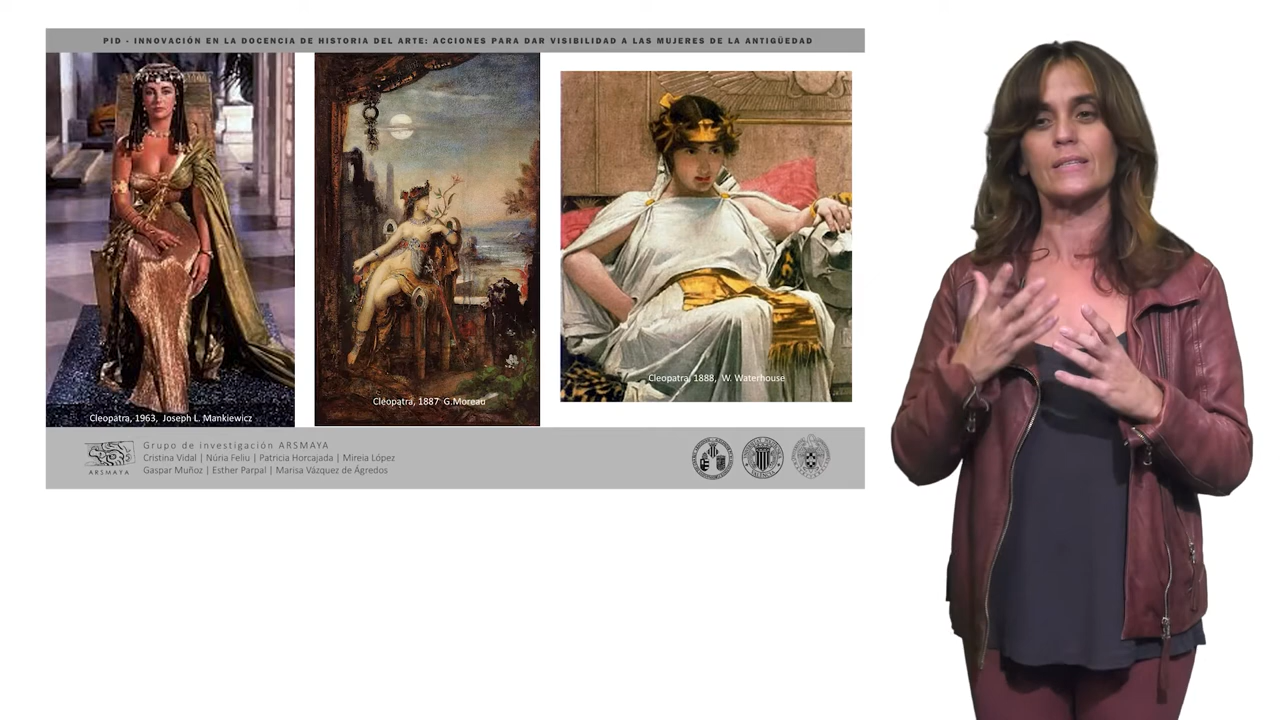 PID - INNOVACIÓN EN LA DOCENCIA DE HISTORIA DEL ARTE: ACCIONES PARA DAR VISIBILIDAD A LAS MUJERES DE LA ANTIGÜEDAD
Cleopatra, 1963, Joseph L. Mankiewicz
Cleopatra, 1887 G.Moreau
Cleopatra, 1888, W. Waterhouse
ARSMAYA
Grupo de investigación ARSMAYA
Cristina Vidal | Núria Feliu | Patricia Horcajada | Mireia López
Gaspar Muñoz | Esther Parpal | Marisa Vázquez de Ágredos